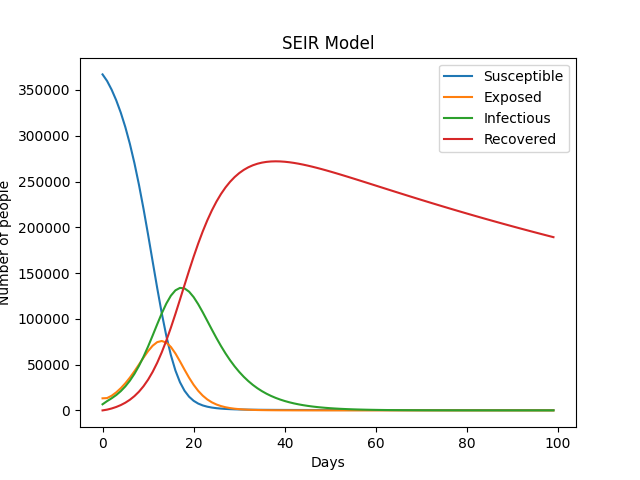 SEIR Model
Susceptible
Exposed
Infectious
Recovered
Number of people
350000
300000
250000
200000
150000
100000
50000
0
0 20 40 60 80 100
Days